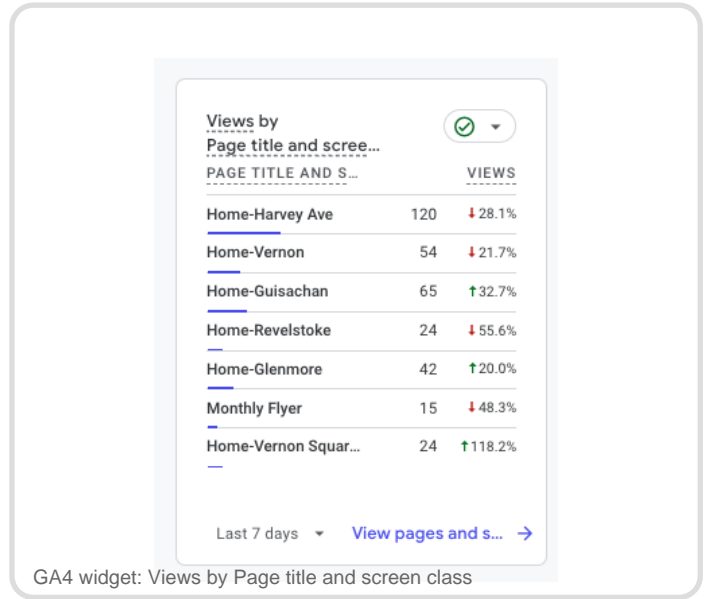 Views by
Page title and scree...
PAGE TITLE AND S... VIEWS
Home-Harvey Ave 120 ↓ 28.1%
Home-Vernon 54 ↓ 21.7%
Home-Guisachan 65 ↑ 32.7%
Home-Revelstoke 24 ↓ 55.6%
Home-Glenmore 42 ↑ 20.0%
Monthly Flyer 15 ↓ 48.3%
Home-Vernon Squar... 24 ↑ 118.2%
Last 7 days View pages and s... →
GA4 widget: Views by Page title and screen class